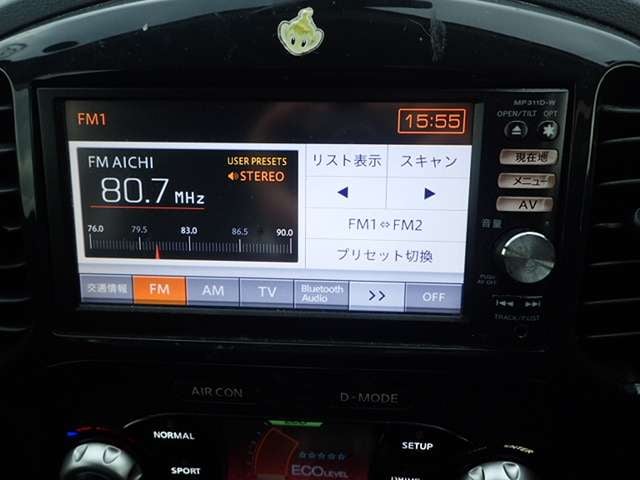 MP311D-W
OPEN/TILT OPT
FM1
15:55
現在地
メニュー
AV
音量
PUSH
TRACK/P.LIST
FM AICHI
USER PRESETS
STEREO
80.7 MHz
76.0 79.5 83.0 86.5 90.0
リスト表示 スキャン
FM1⇔FM2
プリセット切換
交通情報 FM AM TV Bluetooth Audio >> OFF
AIR CON D-MODE
NORMAL
SPORT
ECO
ECO LEVEL
SETUP